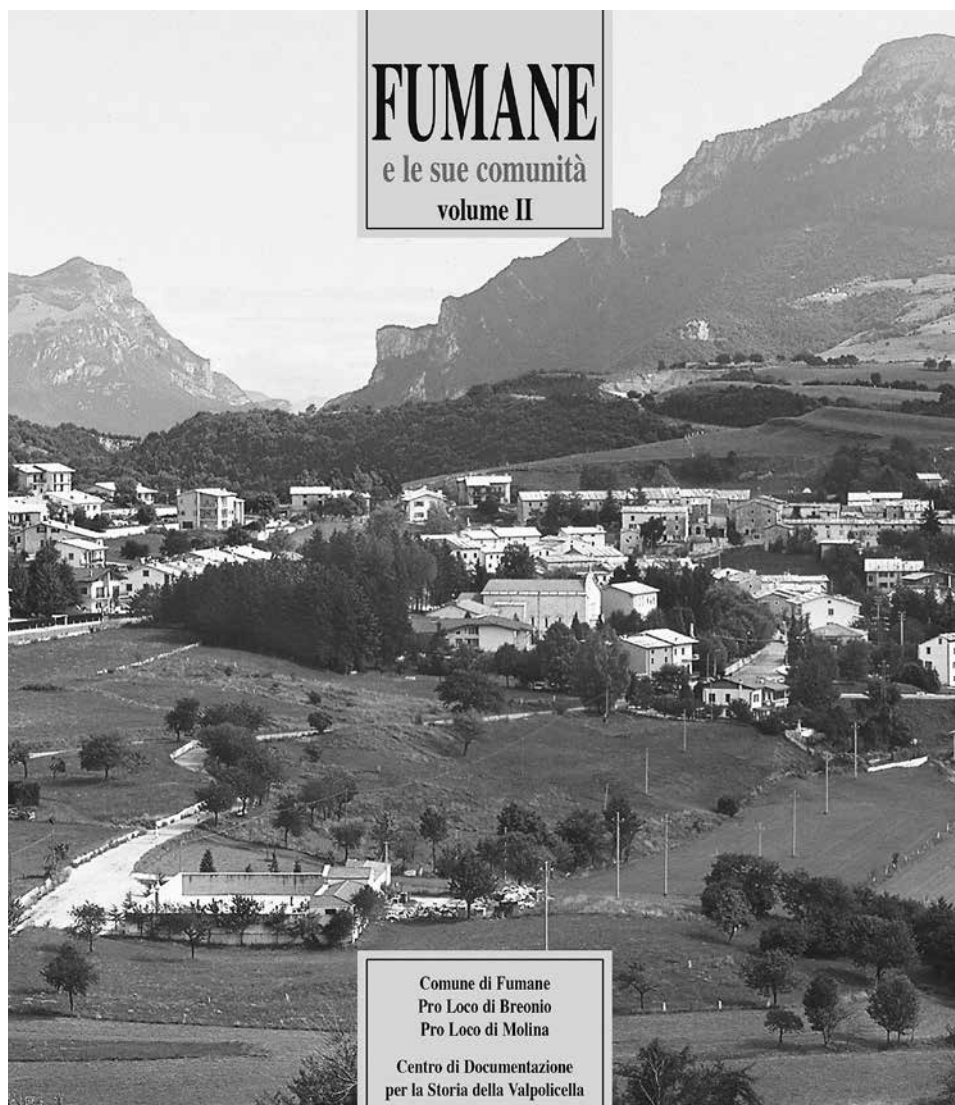 FUMANE
e le sue comunità
volume II
Comune di Fumane
Pro Loco di Breonio
Pro Loco di Molina
Centro di Documentazione
per la Storia della Valpolicella